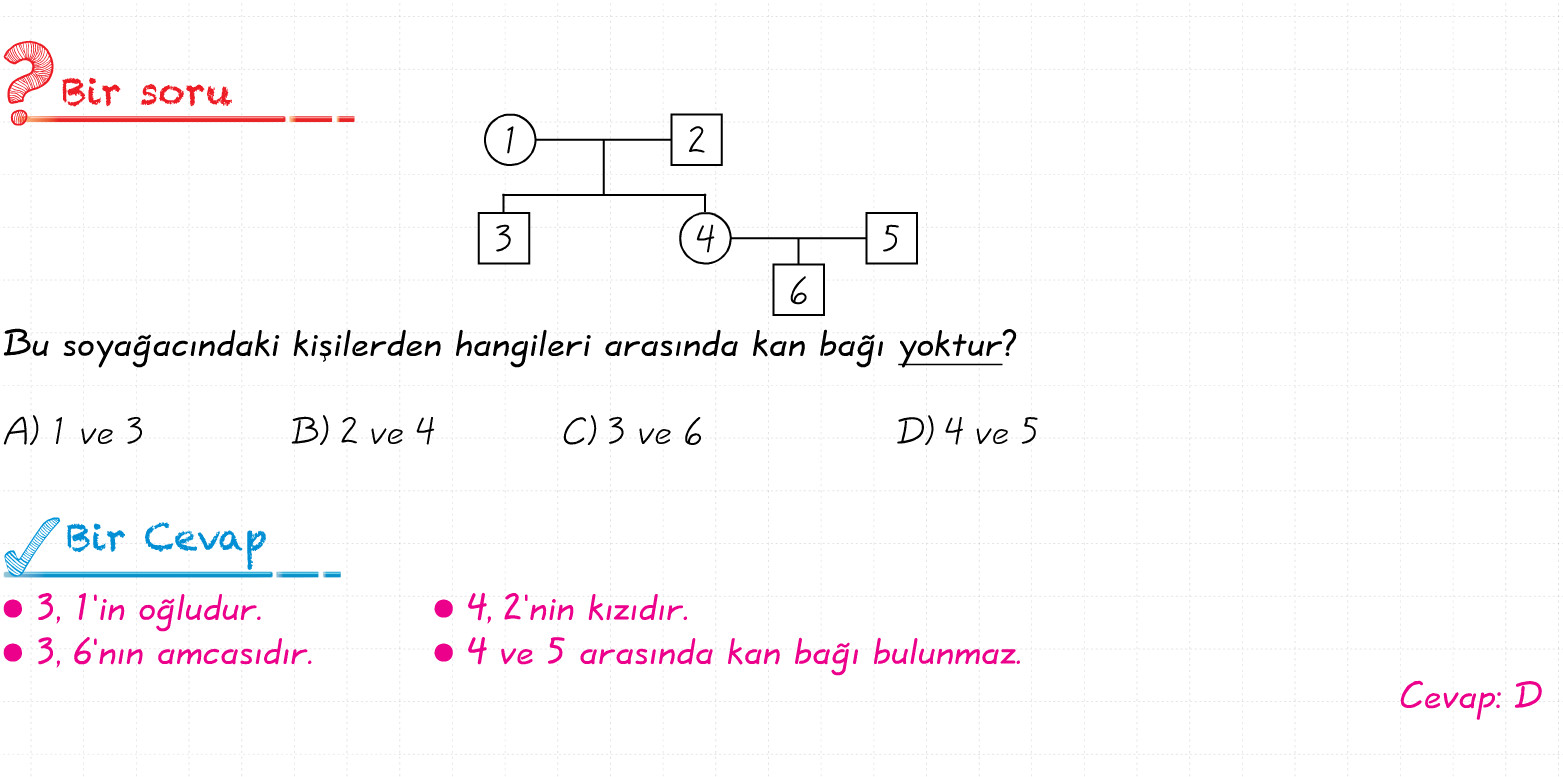 Bir soru
1 2
3 4 5
6
Bu soyağacındaki kişilerden hangileri arasında kan bağı yoktur?
A) 1 ve 3 B) 2 ve 4 C) 3 ve 6 D) 4 ve 5
Bir Cevap
● 3, 1'in oğludur. ● 4, 2'nin kızıdır.
● 3, 6'nın amcasıdır. ● 4 ve 5 arasında kan bağı bulunmaz.
Cevap: D